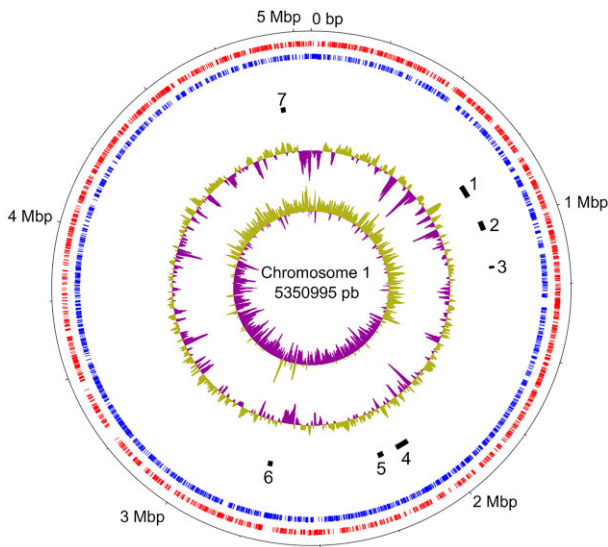 5 Mbp 0 bp
7
1
1 Mbp
2
4 Mbp
3
Chromosome 1
5350995 pb
4
5
6
2 Mbp
3 Mbp